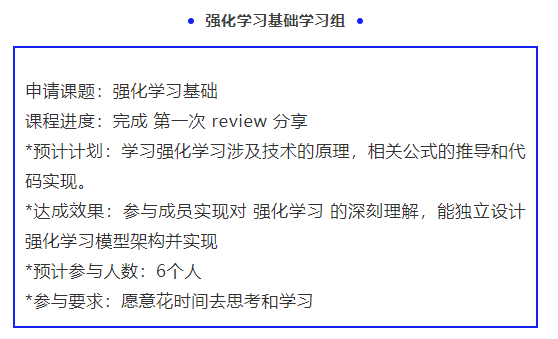 强化学习基础学习组
申请课题：强化学习基础
课程进度：完成 第一次 review 分享
*预计计划：学习强化学习涉及技术的原理，相关公式的推导和代
码实现。
*达成效果：参与成员实现对 强化学习 的深刻理解，能独立设计
强化学习模型架构并实现
*预计参与人数：6个人
*参与要求：愿意花时间去思考和学习